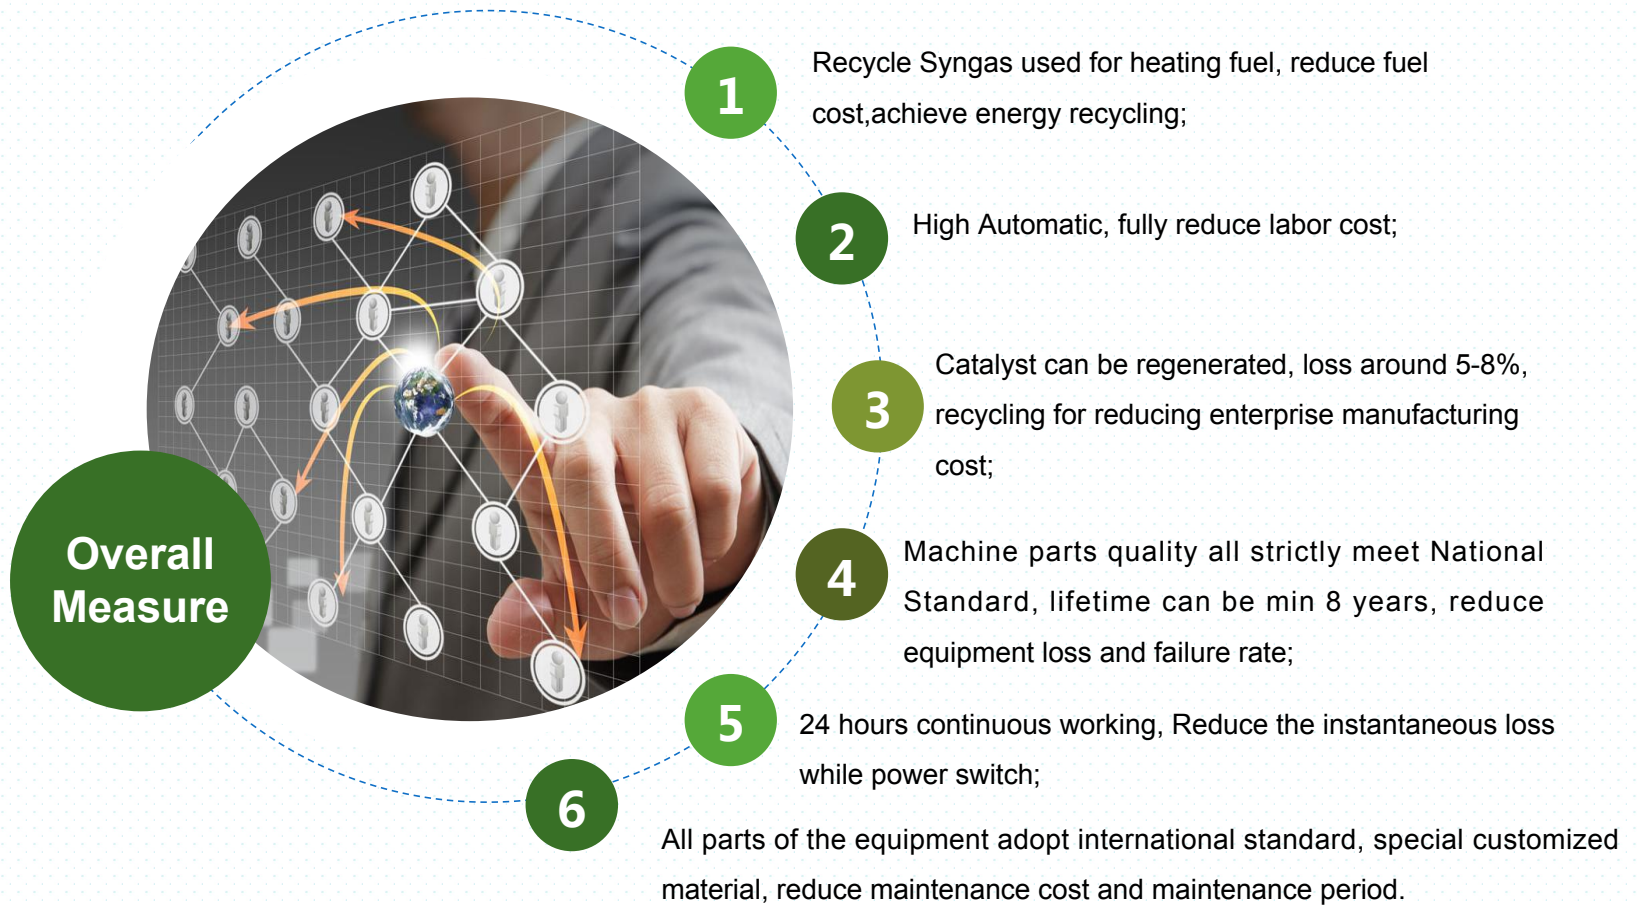 1
Recycle Syngas used for heating fuel, reduce fuel
cost,achieve energy recycling;
2
High Automatic, fully reduce labor cost;
3
Catalyst can be regenerated, loss around 5-8%,
recycling for reducing enterprise manufacturing
cost;
Overall
Measure
4
Machine parts quality all strictly meet National
Standard, lifetime can be min 8 years, reduce
equipment loss and failure rate;
5
24 hours continuous working, Reduce the instantaneous loss
while power switch;
6
All parts of the equipment adopt international standard, special customized
material, reduce maintenance cost and maintenance period.